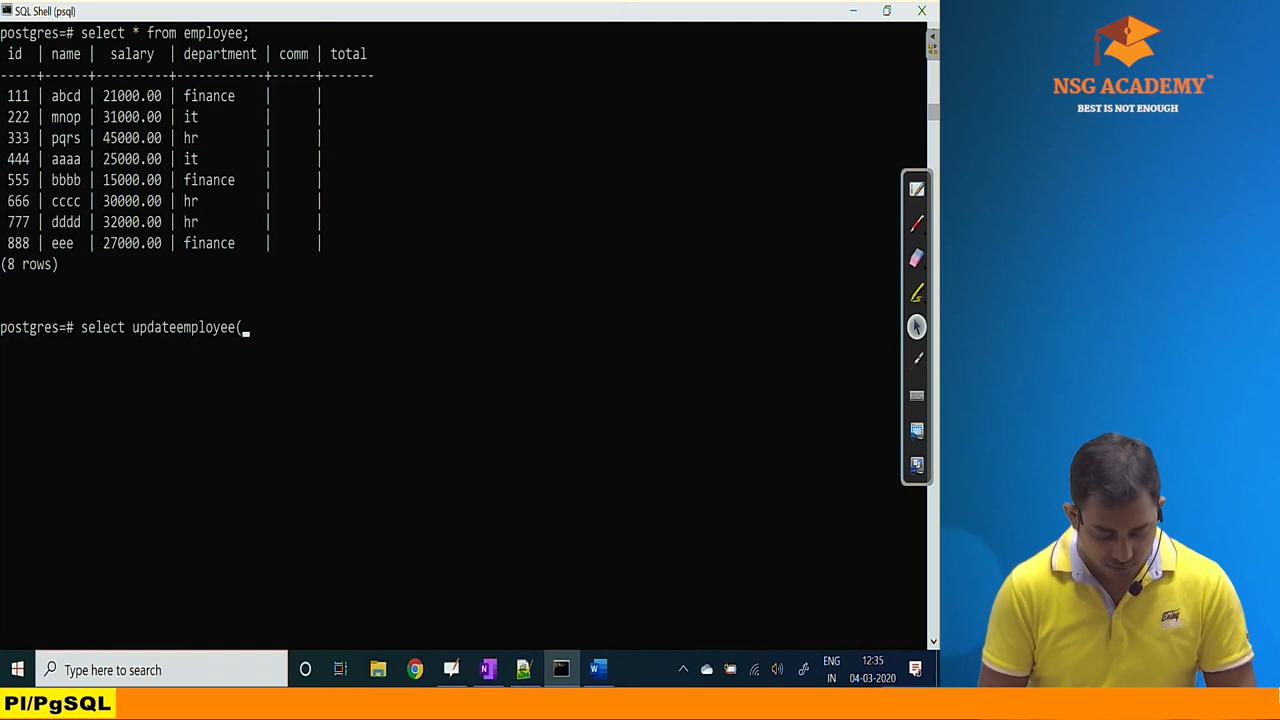 SQL Shell (psql)
postgres=# select * from employee;
id | name | salary | department | comm | total
-----+------+----------+------------+------+-------
111 | abcd | 21000.00 | finance | |
222 | mnop | 31000.00 | it | |
333 | pqrs | 45000.00 | hr | |
444 | aaaa | 25000.00 | it | |
555 | bbbb | 15000.00 | finance | |
666 | cccc | 30000.00 | hr | |
777 | dddd | 32000.00 | hr | |
888 | eee | 27000.00 | finance | |
(8 rows)
postgres=# select updateemployee(_
NSG ACADEMY™
BEST IS NOT ENOUGH
Type here to search
ENG
IN
12:35
04-03-2020
Pl/PgSQL